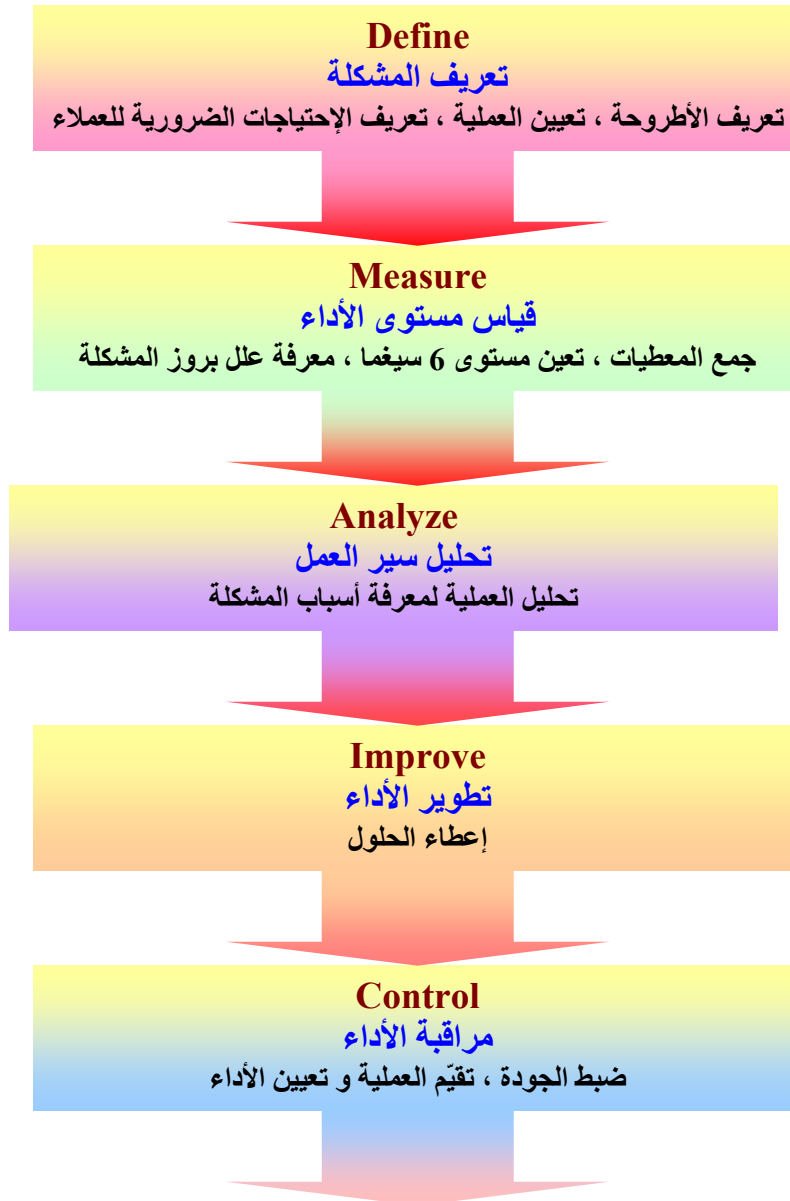 Define
تعريف المشكلة
تعريف الأطروحة ، تعيين العملية ، تعريف الإحتياجات الضرورية للعملاء
Measure
قياس مستوى الأداء
جمع المعطيات ، تعين مستوى 6 سيغما ، معرفة علل بروز المشكلة
Analyze
تحليل سير العمل
تحليل العملية لمعرفة أسباب المشكلة
Improve
تطوير الأداء
إعطاء الحلول
Control
مراقبة الأداء
ضبط الجودة ، تقيّم العملية و تعيين الأداء